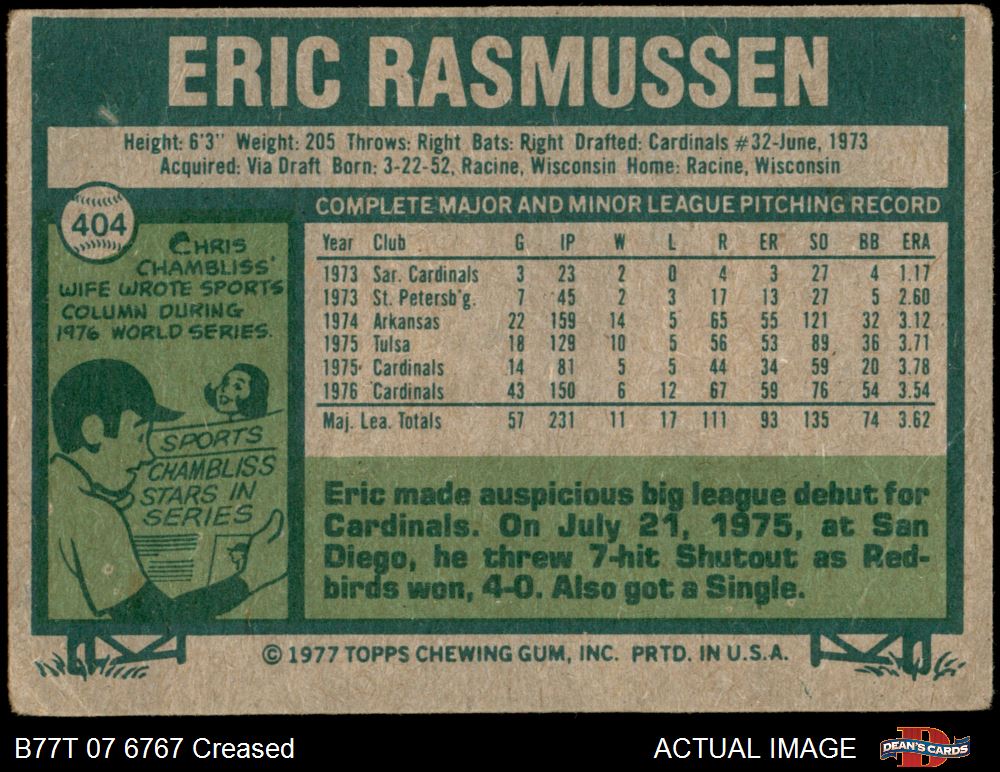 ERIC RASMUSSEN
Height: 6'3" Weight: 205 Throws: Right Bats: Right Drafted: Cardinals #32-June, 1973
Acquired: Via Draft Born: 3-22-52, Racine, Wisconsin Home: Racine, Wisconsin
404
CHRIS
CHAMBLISS'
WIFE WROTE SPORTS
COLUMN DURING
1976 WORLD SERIES.
SPORTS
CHAMBLISS
STARS IN
SERIES
COMPLETE MAJOR AND MINOR LEAGUE PITCHING RECORD
Year Club G IP W L R ER SO BB ERA
1973 Sar. Cardinals 3 23 2 0 4 3 27 4 1.17
1973 St. Petersb'g. 7 45 2 3 17 13 27 5 2.60
1974 Arkansas 22 159 14 5 65 55 121 32 3.12
1975 Tulsa 18 129 10 5 56 53 89 36 3.71
1975 Cardinals 14 81 5 5 44 34 59 20 3.78
1976 Cardinals 43 150 6 12 67 59 76 54 3.54
Maj. Lea. Totals 57 231 11 17 111 93 135 74 3.62
Eric made auspicious big league debut for
Cardinals. On July 21, 1975, at San
Diego, he threw 7-hit Shutout as Red-
birds won, 4-0. Also got a Single.
© 1977 TOPPS CHEWING GUM, INC. PRTD. IN U.S.A.
B77T 07 6767 Creased
ACTUAL IMAGE
DEAN'S CARDS